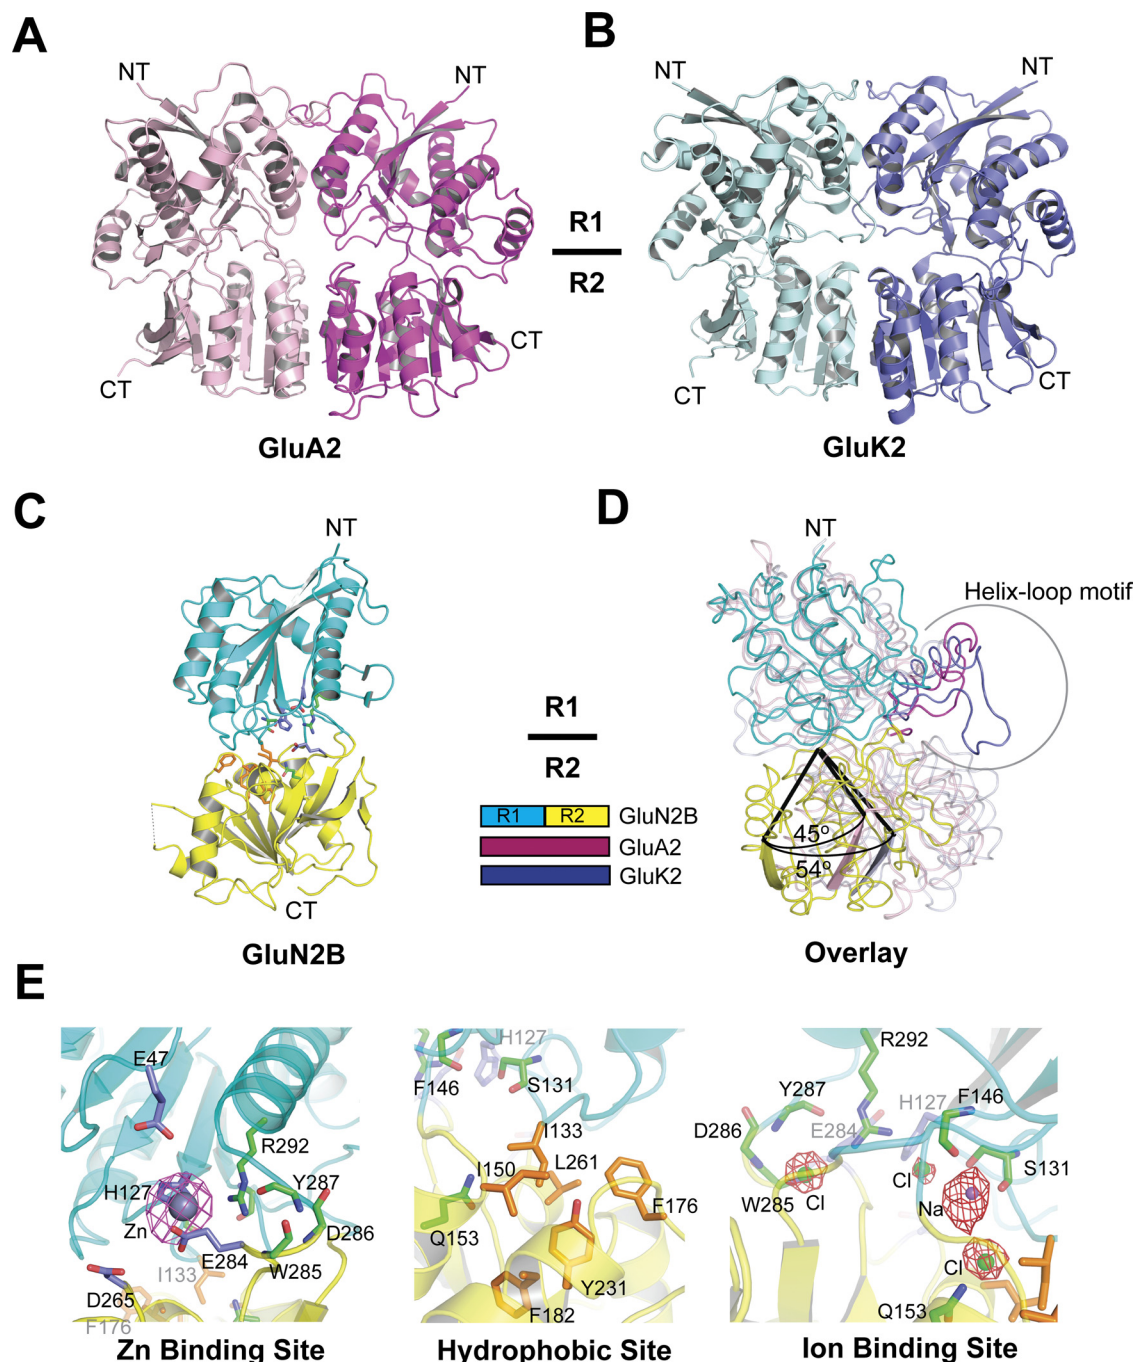 A
B
NT
NT
NT
NT
R1
R2
CT
CT
CT
CT
GluA2
GluK2
C
D
NT
NT
Helix-loop motif
R1
R2
R1 R2 GluN2B
GluA2
GluK2
45º
54º
CT
GluN2B
Overlay
E
E47
R292
H127
Y287
Zn
D286
E284
W285
I133
D265
F176
Zn Binding Site
H127
F146
S131
I133
I150
L261
F176
Q153
Y231
F182
Hydrophobic Site
R292
Y287
H127
F146
D286
E284
S131
Cl
W285
Cl
Na
Cl
Q153
Ion Binding Site